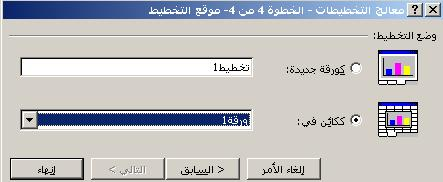 معالج التخطيطات - الخطوة 4 من 4- موقع التخطيط
وضع التخطيط:
كورقة جديدة: تخطيط1
ككائن في: ورقة1
إلغاء الأمر < السابق التالي > إنهاء